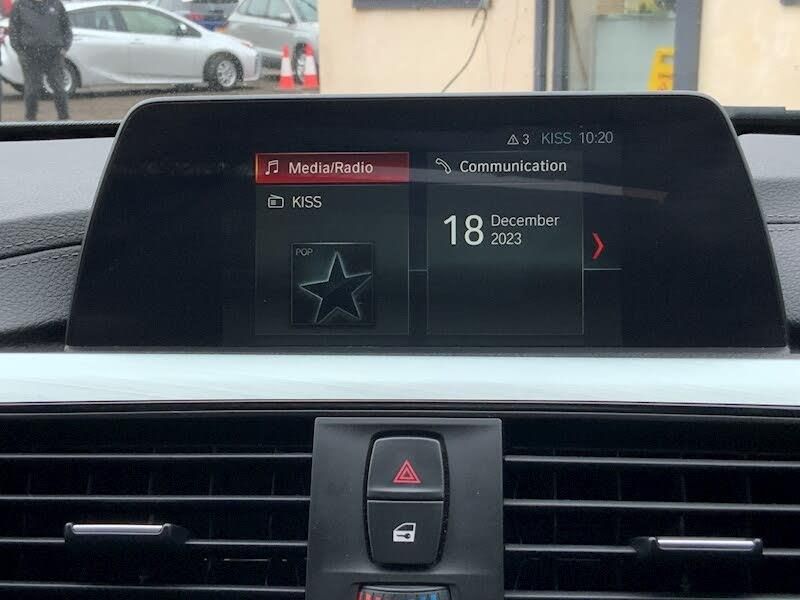 3 KISS 10:20
Media/Radio
KISS
POP
Communication
18 December
2023